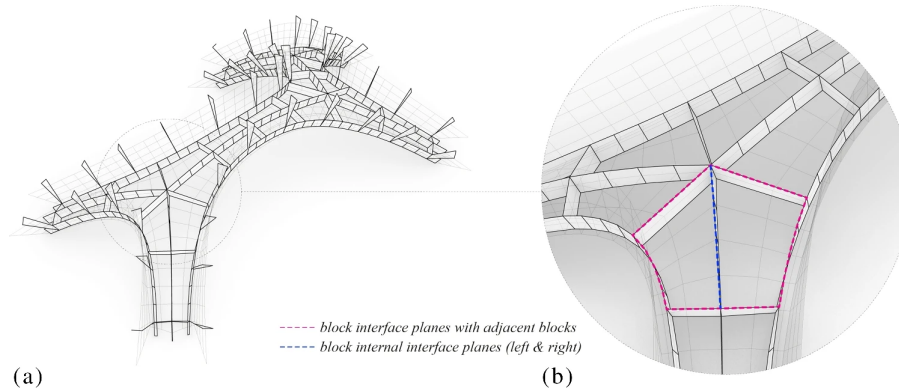 block interface planes with adjacent blocks
block internal interface planes (left & right)
(a)
(b)